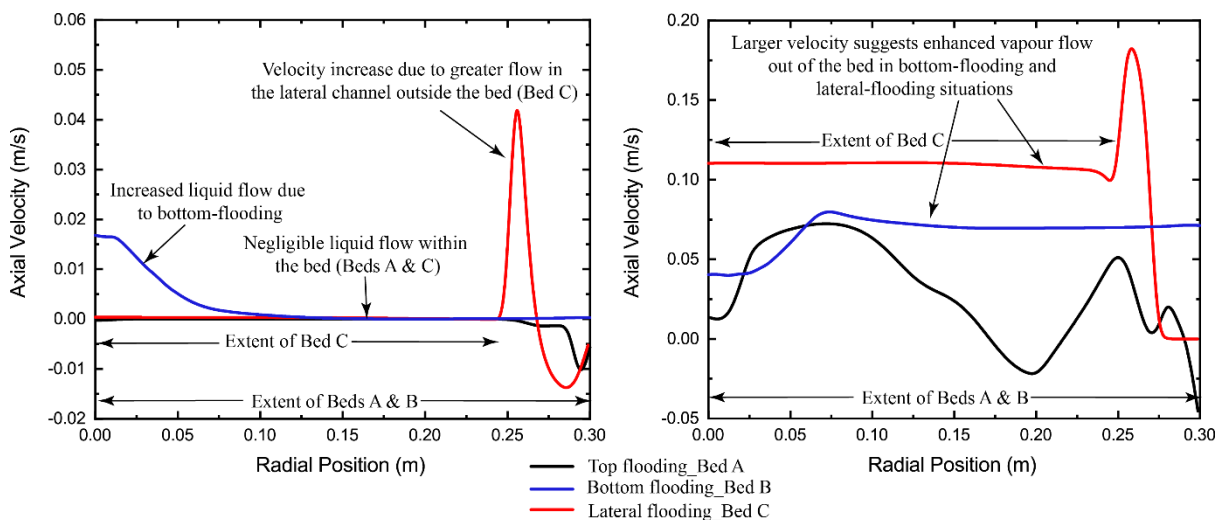 0.06
0.05
0.04
0.03
0.02
0.01
0.00
-0.01
-0.02
Axial Velocity (m/s)
Velocity increase due to greater flow in
the lateral channel outside the bed (Bed C)
Increased liquid flow due
to bottom-flooding
Negligible liquid flow within
the bed (Beds A & C)
Extent of Bed C
Extent of Beds A & B
0.00 0.05 0.10 0.15 0.20 0.25 0.30
Radial Position (m)
0.20
0.15
0.10
0.05
0.00
-0.05
Axial Velocity (m/s)
Larger velocity suggests enhanced vapour flow
out of the bed in bottom-flooding and
lateral-flooding situations
Extent of Bed C
Extent of Beds A & B
0.00 0.05 0.10 0.15 0.20 0.25 0.30
Radial Position (m)
Top flooding_Bed A
Bottom flooding_Bed B
Lateral flooding_Bed C